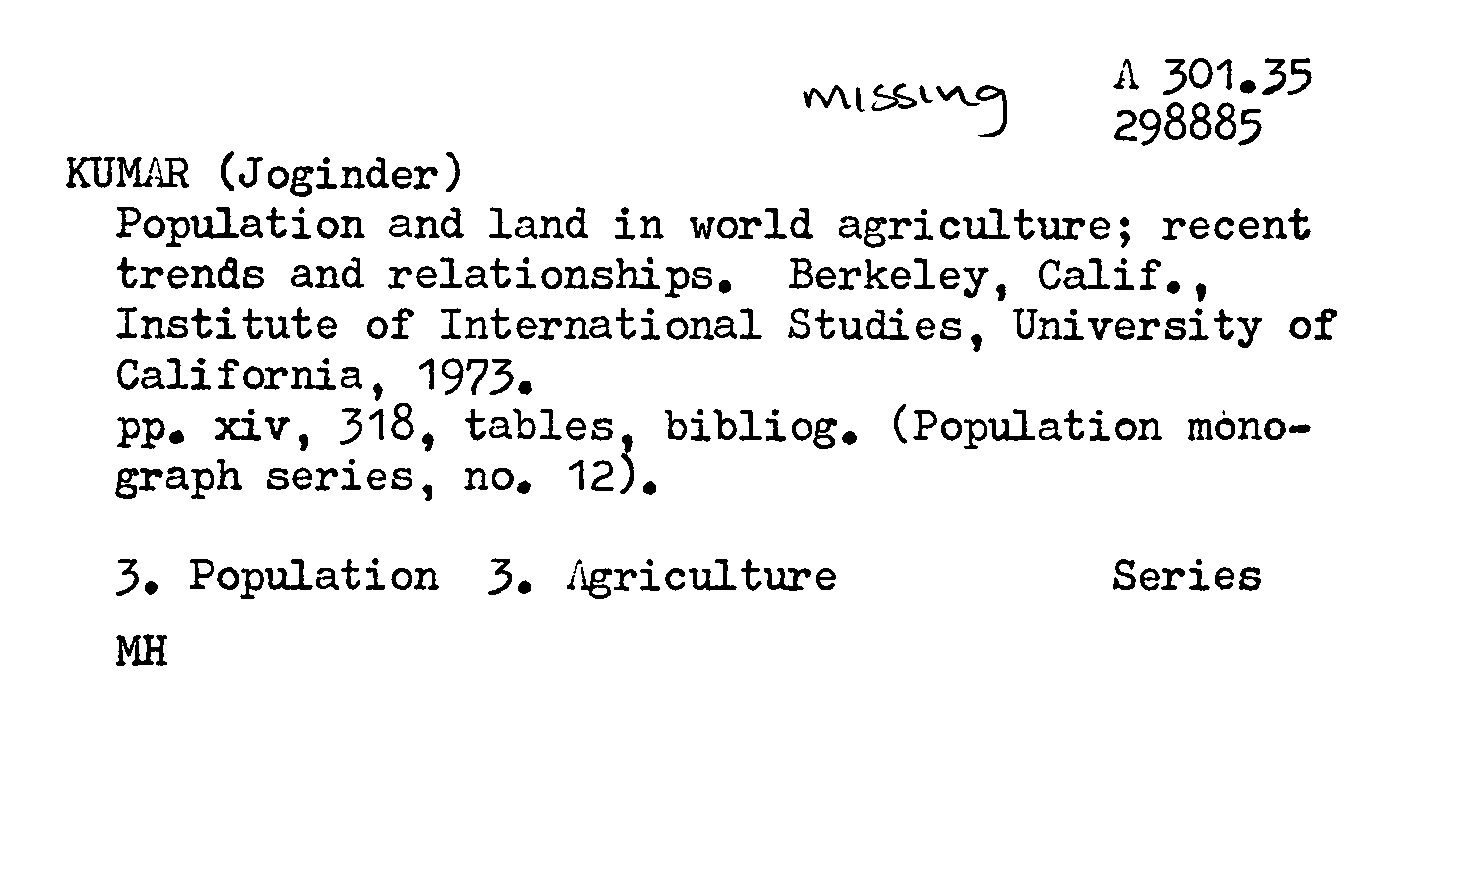 missing
A 301.35
298885
KUMAR (Joginder)
Population and land in world agriculture; recent
trends and relationships. Berkeley, Calif.,
Institute of International Studies, University of
California, 1973.
pp. xiv, 318, tables, bibliog. (Population mono-
graph series, no. 12).
3. Population 3. Agriculture Series
MH